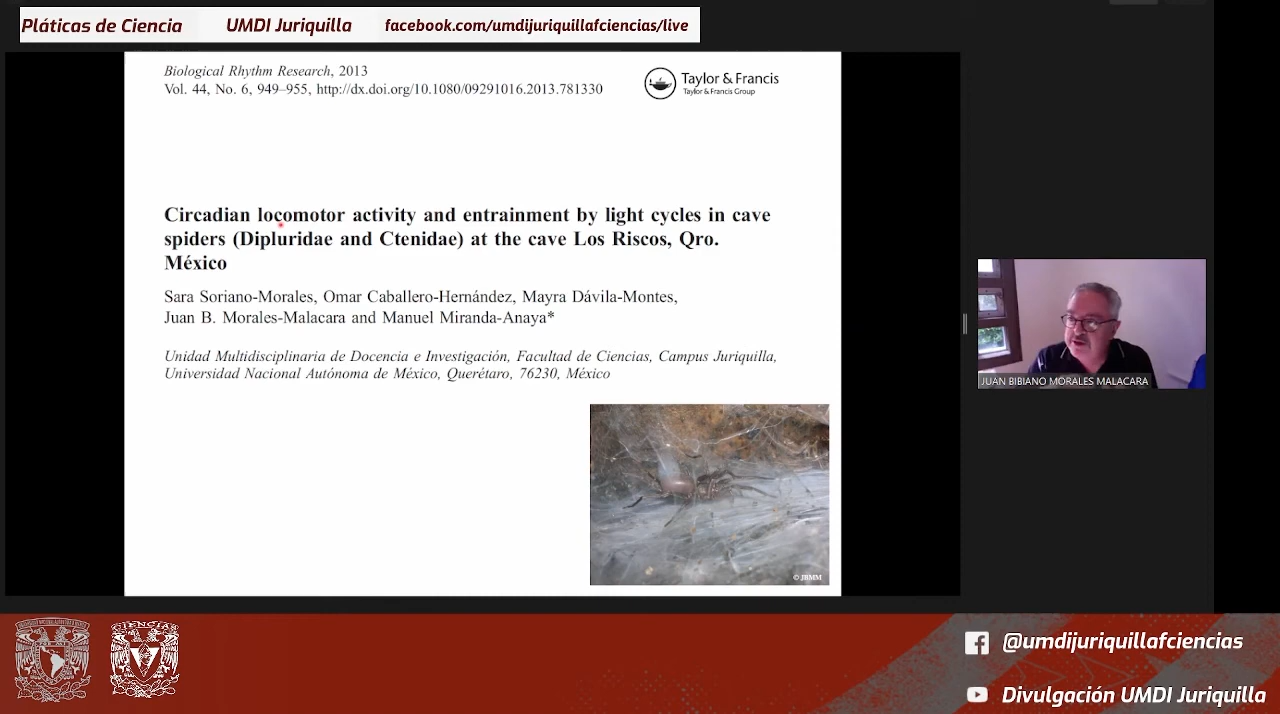 Pláticas de Ciencia UMDI Juriquilla facebook.com/umdijuriquillafciencias/live
Biological Rhythm Research, 2013
Vol. 44, No. 6, 949–955, http://dx.doi.org/10.1080/09291016.2013.781330
Taylor & Francis
Taylor & Francis Group
Circadian locomotor activity and entrainment by light cycles in cave
spiders (Dipluridae and Ctenidae) at the cave Los Riscos, Qro.
México
Sara Soriano-Morales, Omar Caballero-Hernández, Mayra Dávila-Montes,
Juan B. Morales-Malacara and Manuel Miranda-Anaya*
Unidad Multidisciplinaria de Docencia e Investigación, Facultad de Ciencias, Campus Juriquilla,
Universidad Nacional Autónoma de México, Querétaro, 76230, México
© JBMM
JUAN BIBIANO MORALES MALACARA
CIENCIAS
@umdijuriquillafciencias
Divulgación UMDI Juriquilla